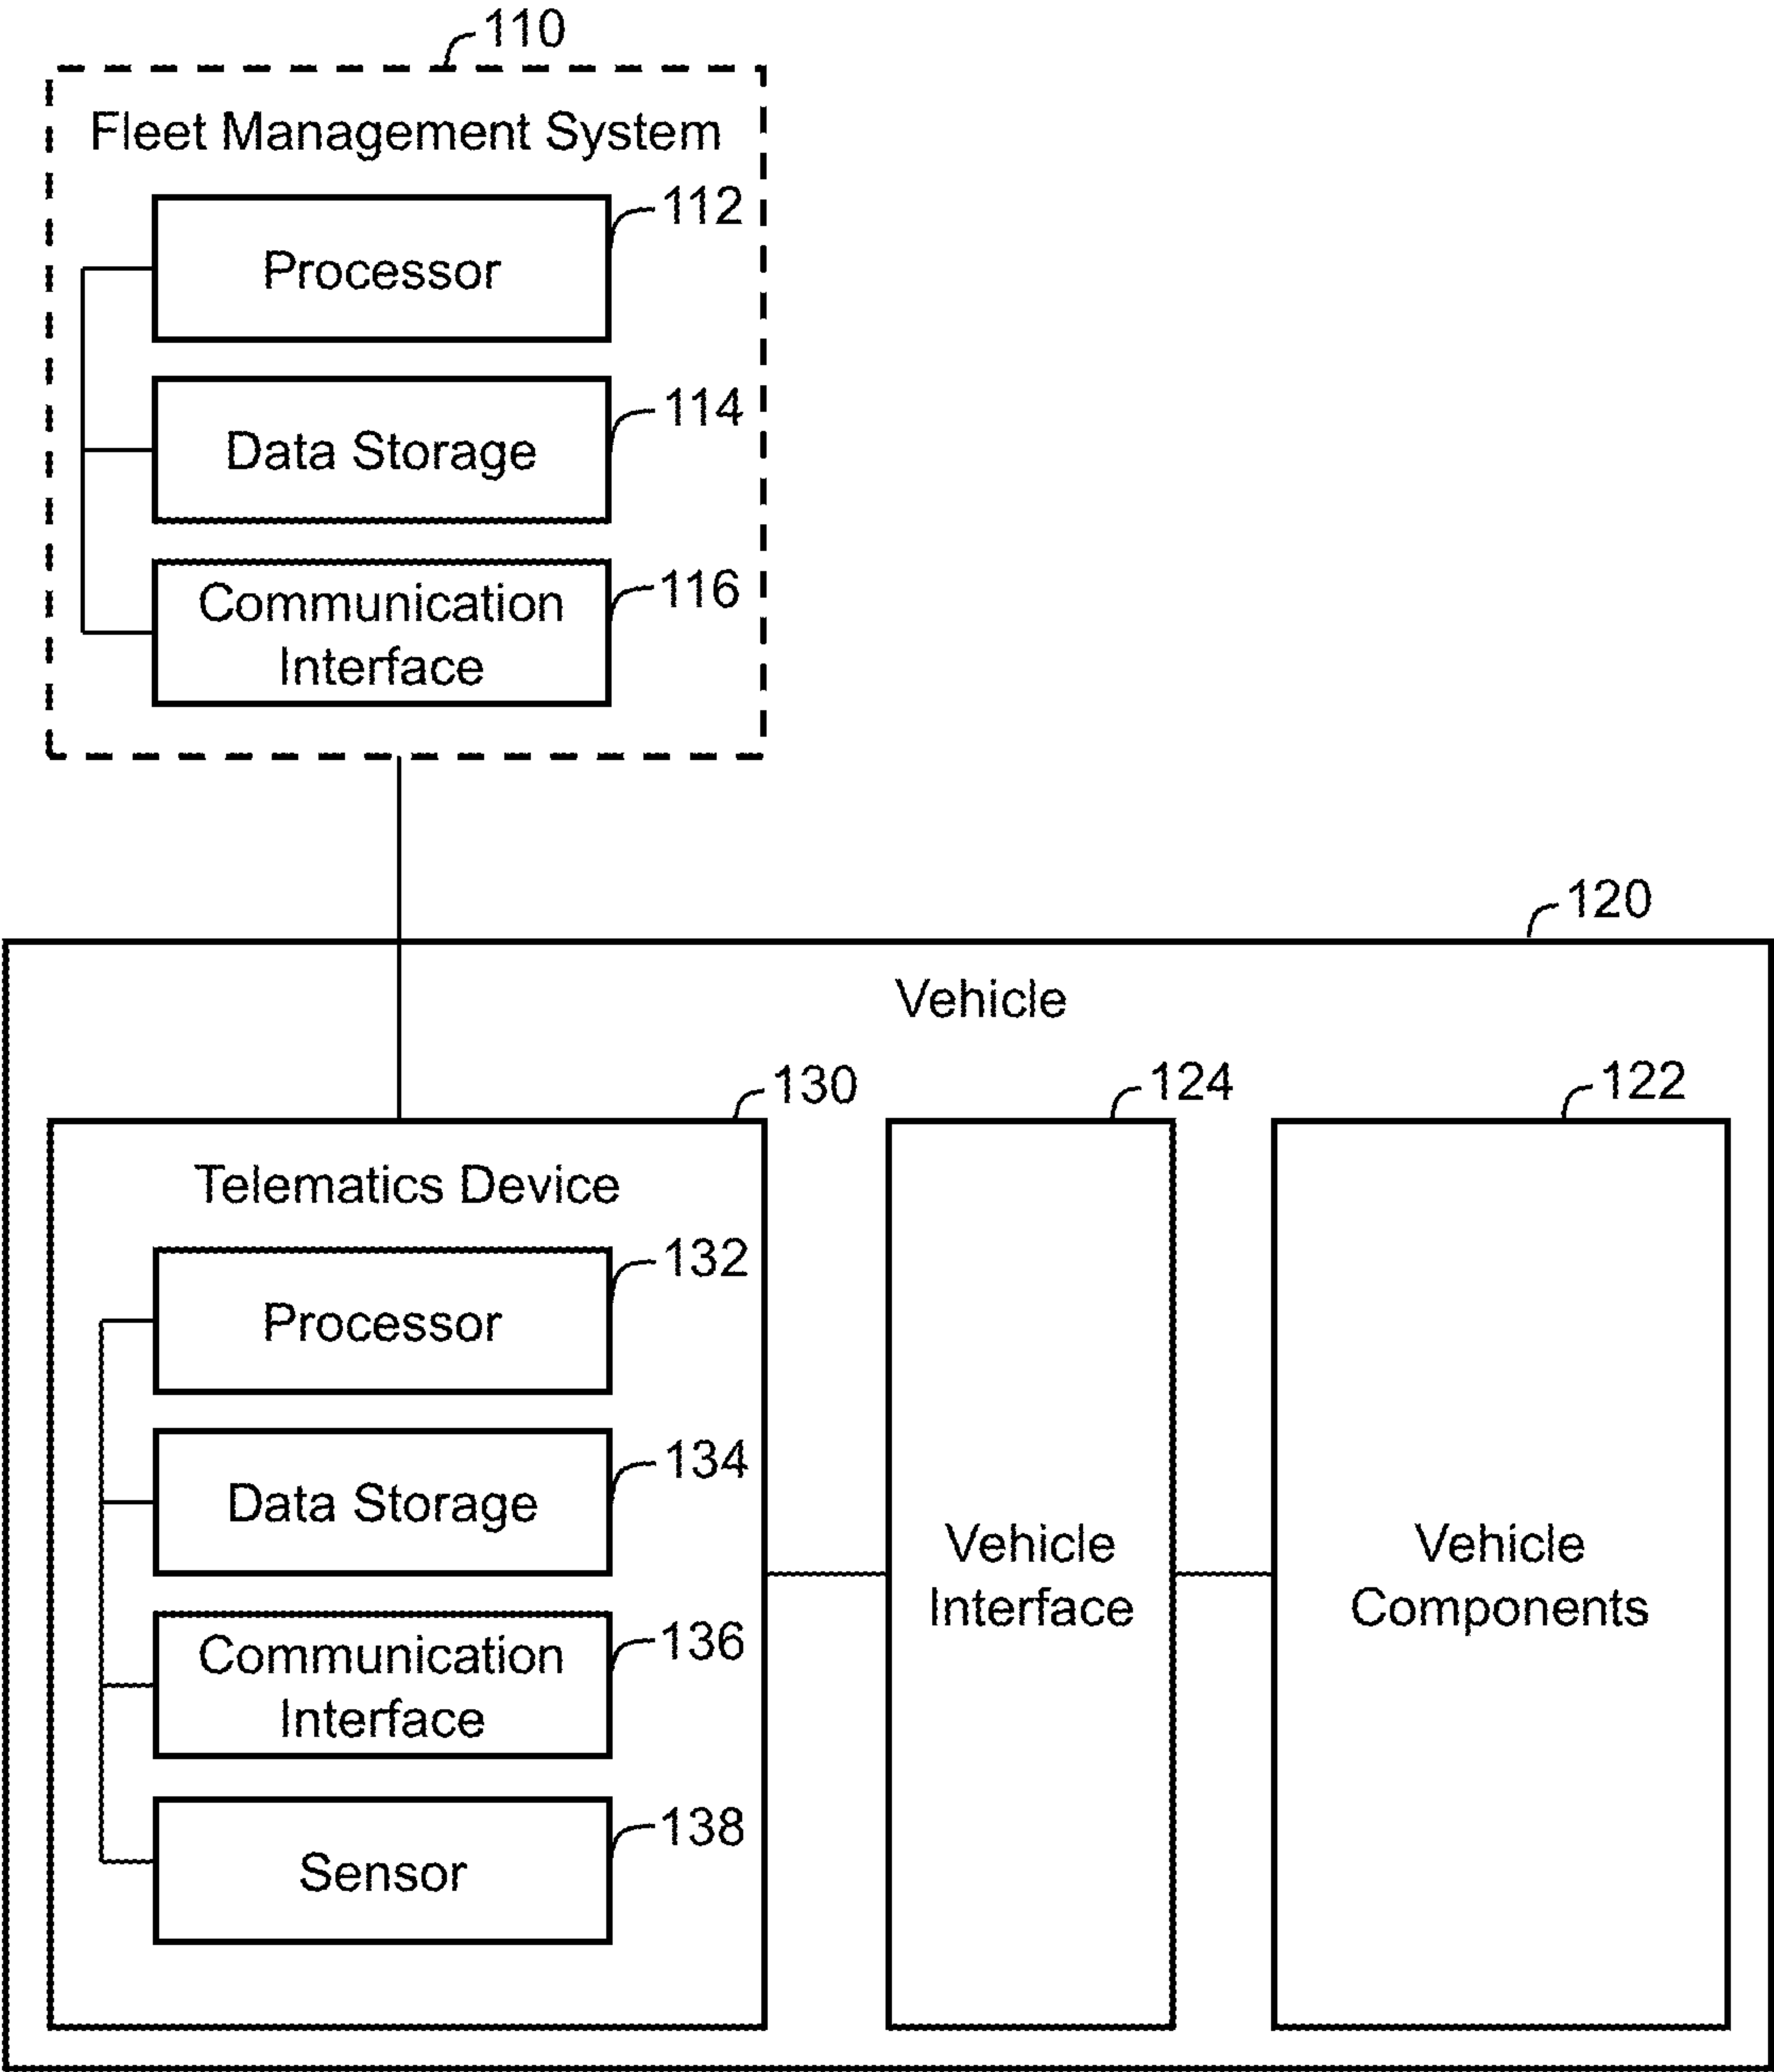 110
Fleet Management System
112
Processor
114
Data Storage
116
Communication
Interface
120
Vehicle
130
124
122
Telematics Device
132
Processor
134
Data Storage
136
Communication
Interface
138
Sensor
Vehicle
Interface
Vehicle
Components